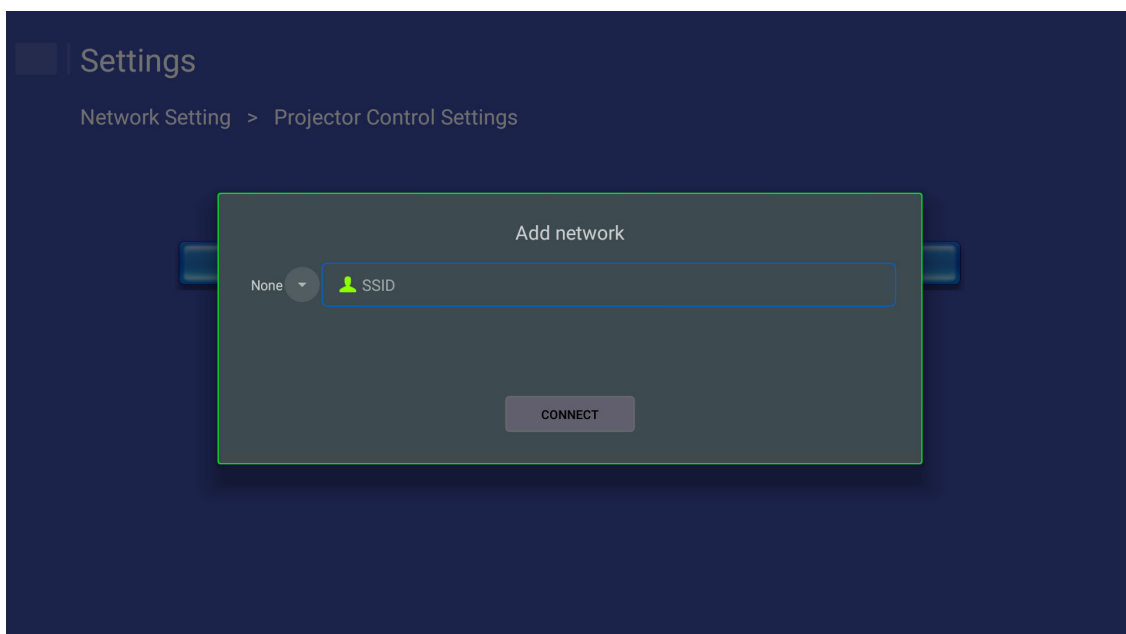 Settings
Network Setting > Projector Control Settings
Add network
None
SSID
CONNECT